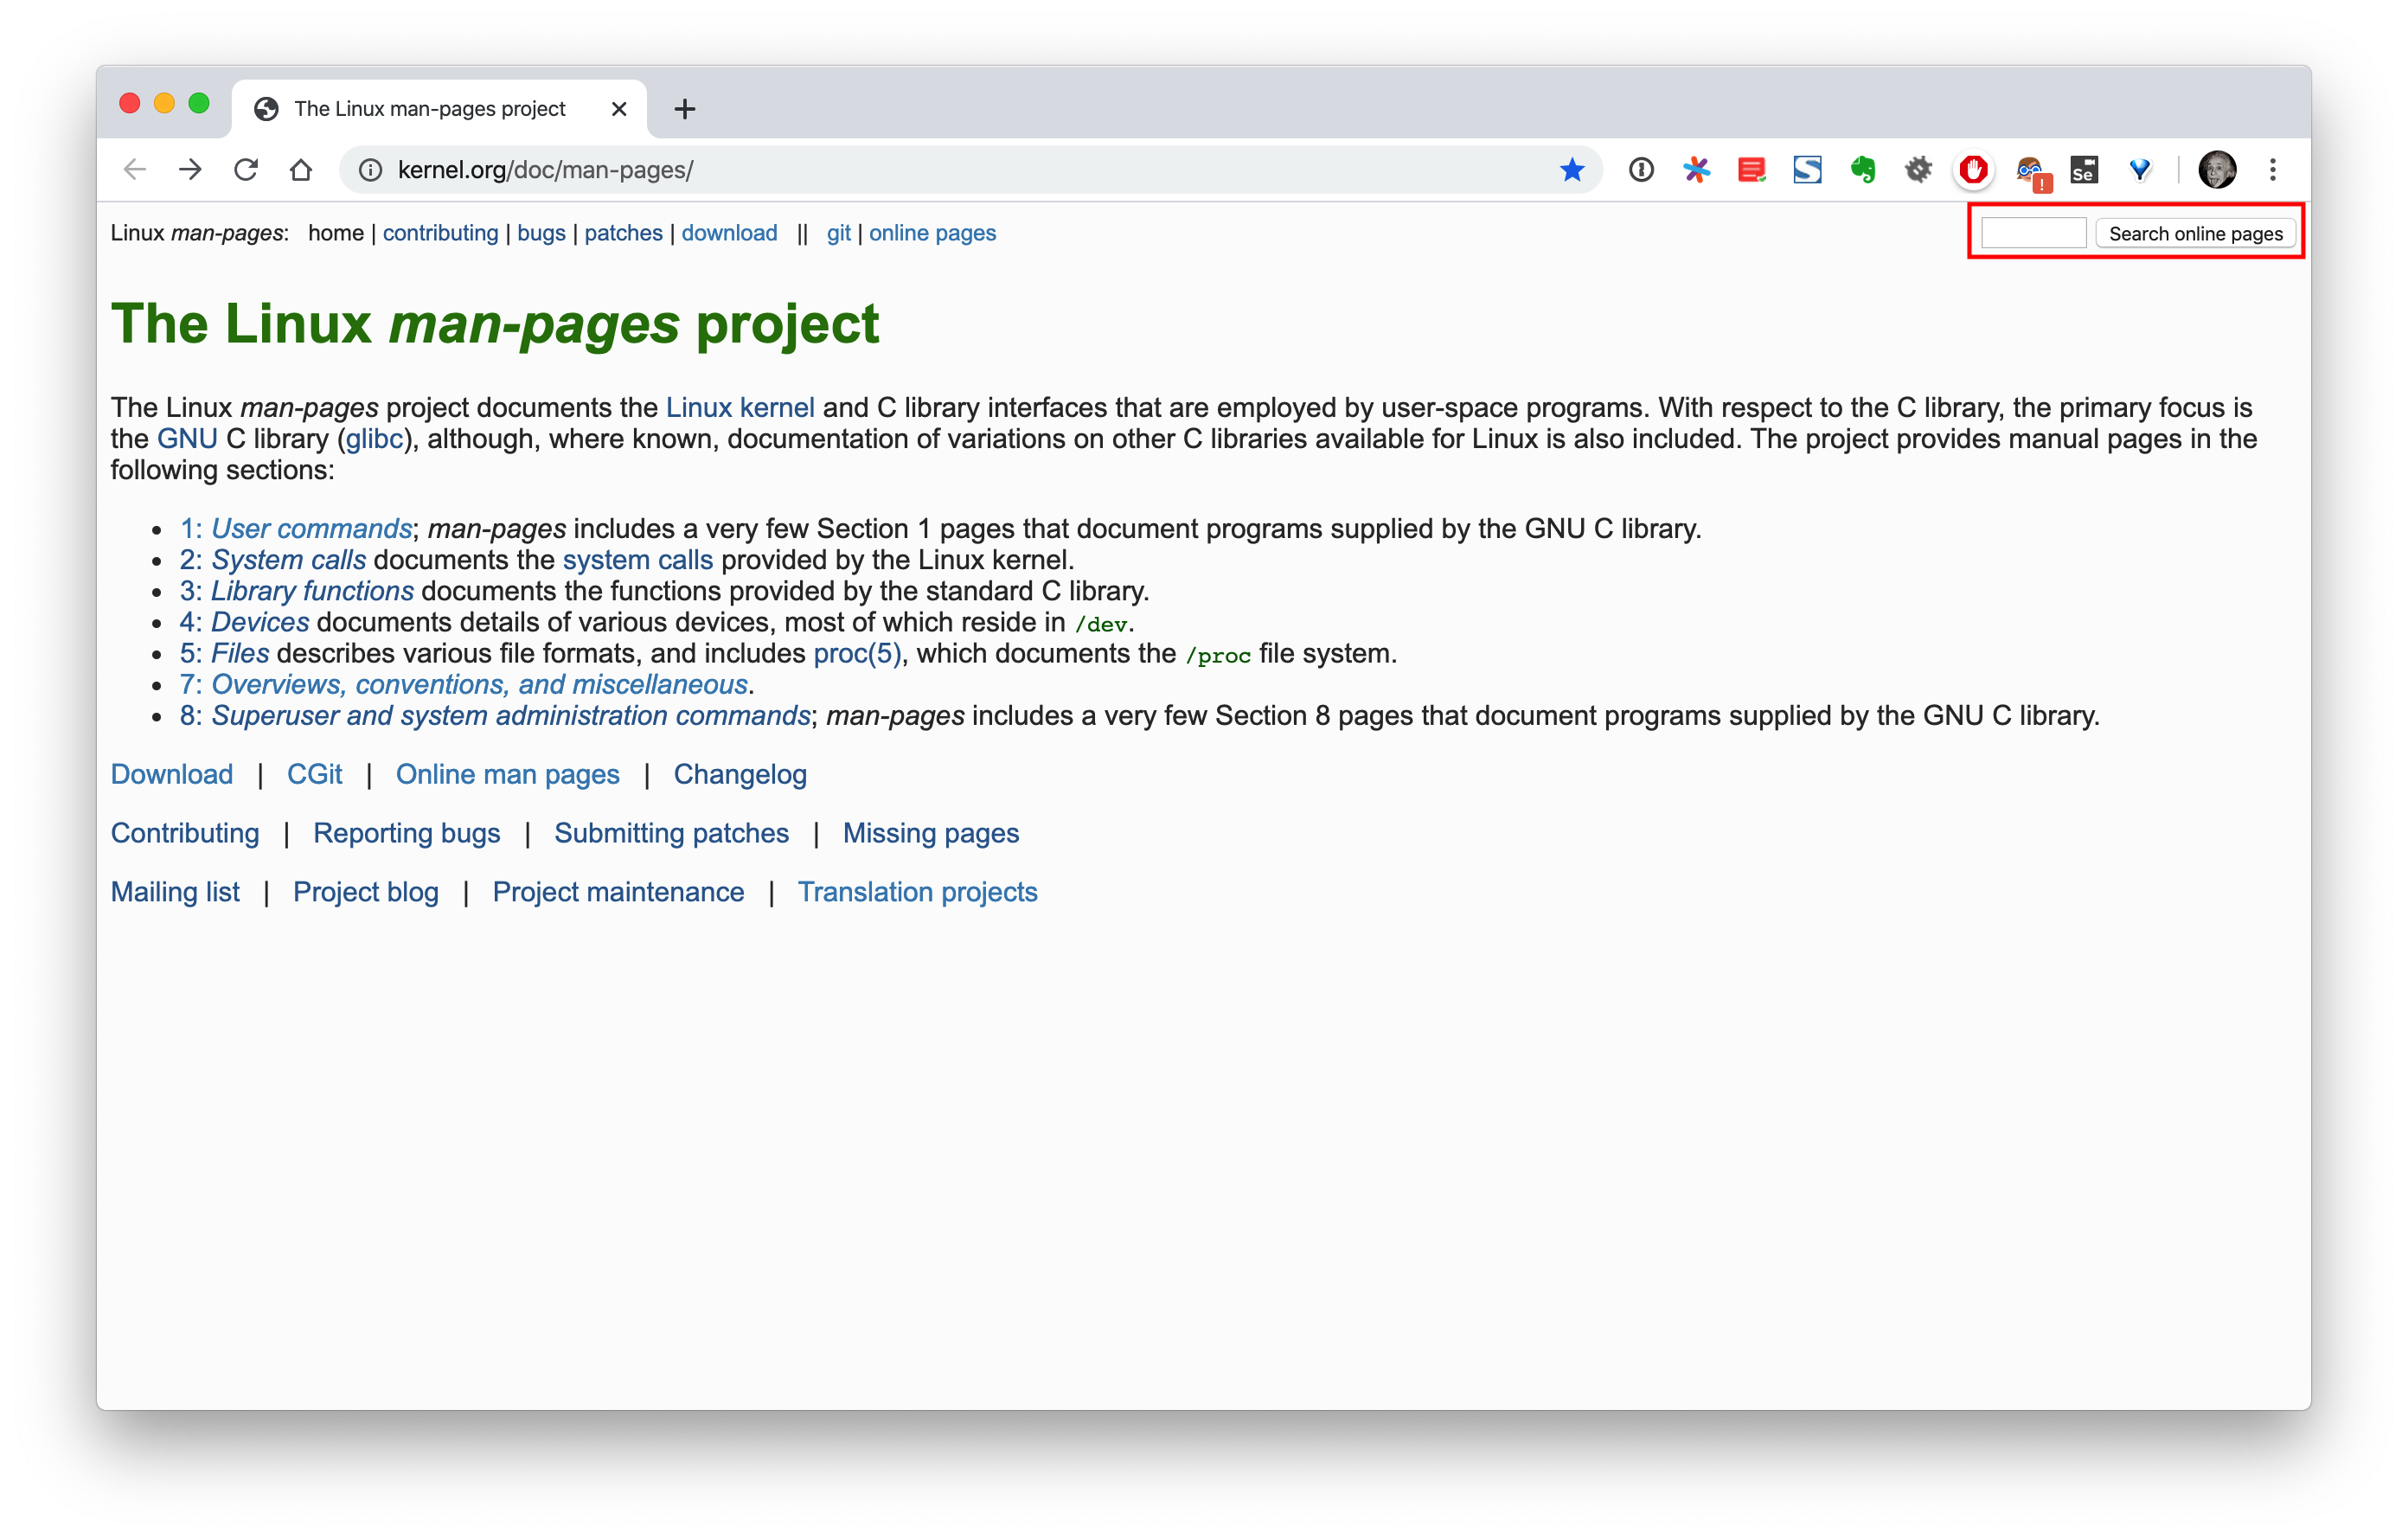 The Linux man-pages project
kernel.org/doc/man-pages/
Se
!
Linux man-pages: home | contributing | bugs | patches | download || git | online pages
Search online pages
The Linux man-pages project
The Linux man-pages project documents the Linux kernel and C library interfaces that are employed by user-space programs. With respect to the C library, the primary focus is
the GNU C library (glibc), although, where known, documentation of variations on other C libraries available for Linux is also included. The project provides manual pages in the
following sections:
• 1: User commands; man-pages includes a very few Section 1 pages that document programs supplied by the GNU C library.
• 2: System calls documents the system calls provided by the Linux kernel.
• 3: Library functions documents the functions provided by the standard C library.
• 4: Devices documents details of various devices, most of which reside in /dev.
• 5: Files describes various file formats, and includes proc(5), which documents the /proc file system.
• 7: Overviews, conventions, and miscellaneous.
• 8: Superuser and system administration commands; man-pages includes a very few Section 8 pages that document programs supplied by the GNU C library.
Download | CGit | Online man pages | Changelog
Contributing | Reporting bugs | Submitting patches | Missing pages
Mailing list | Project blog | Project maintenance | Translation projects